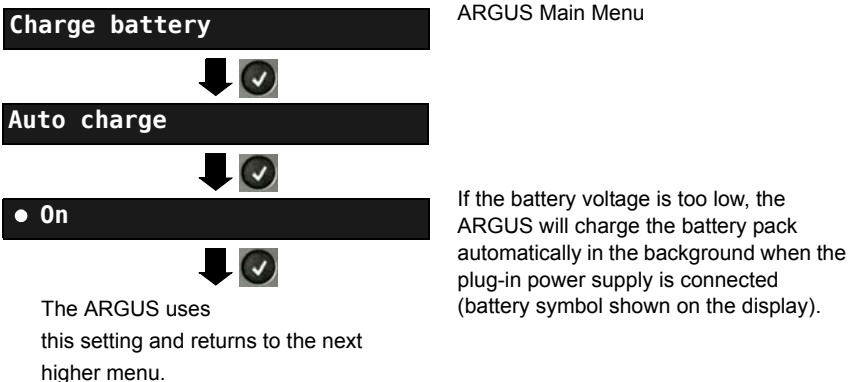 Charge battery
ARGUS Main Menu
Auto charge
● On
If the battery voltage is too low, the
ARGUS will charge the battery pack
automatically in the background when the
plug-in power supply is connected
(battery symbol shown on the display).
The ARGUS uses
this setting and returns to the next
higher menu.